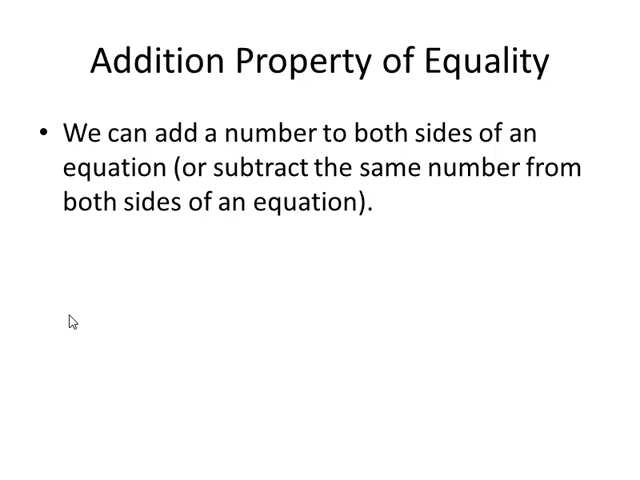 Addition Property of Equality
• We can add a number to both sides of an
equation (or subtract the same number from
both sides of an equation).